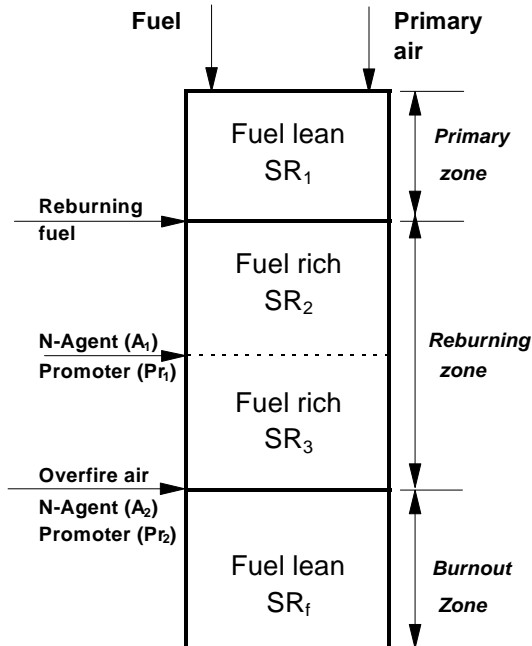 Fuel
Primary
air
Fuel lean
SR₁
Primary
zone
Reburning
fuel
Fuel rich
SR₂
N-Agent (A₁)
Promoter (Pr₁)
Reburning
zone
Fuel rich
SR₃
Overfire air
N-Agent (A₂)
Promoter (Pr₂)
Fuel lean
SR_f
Burnout
Zone